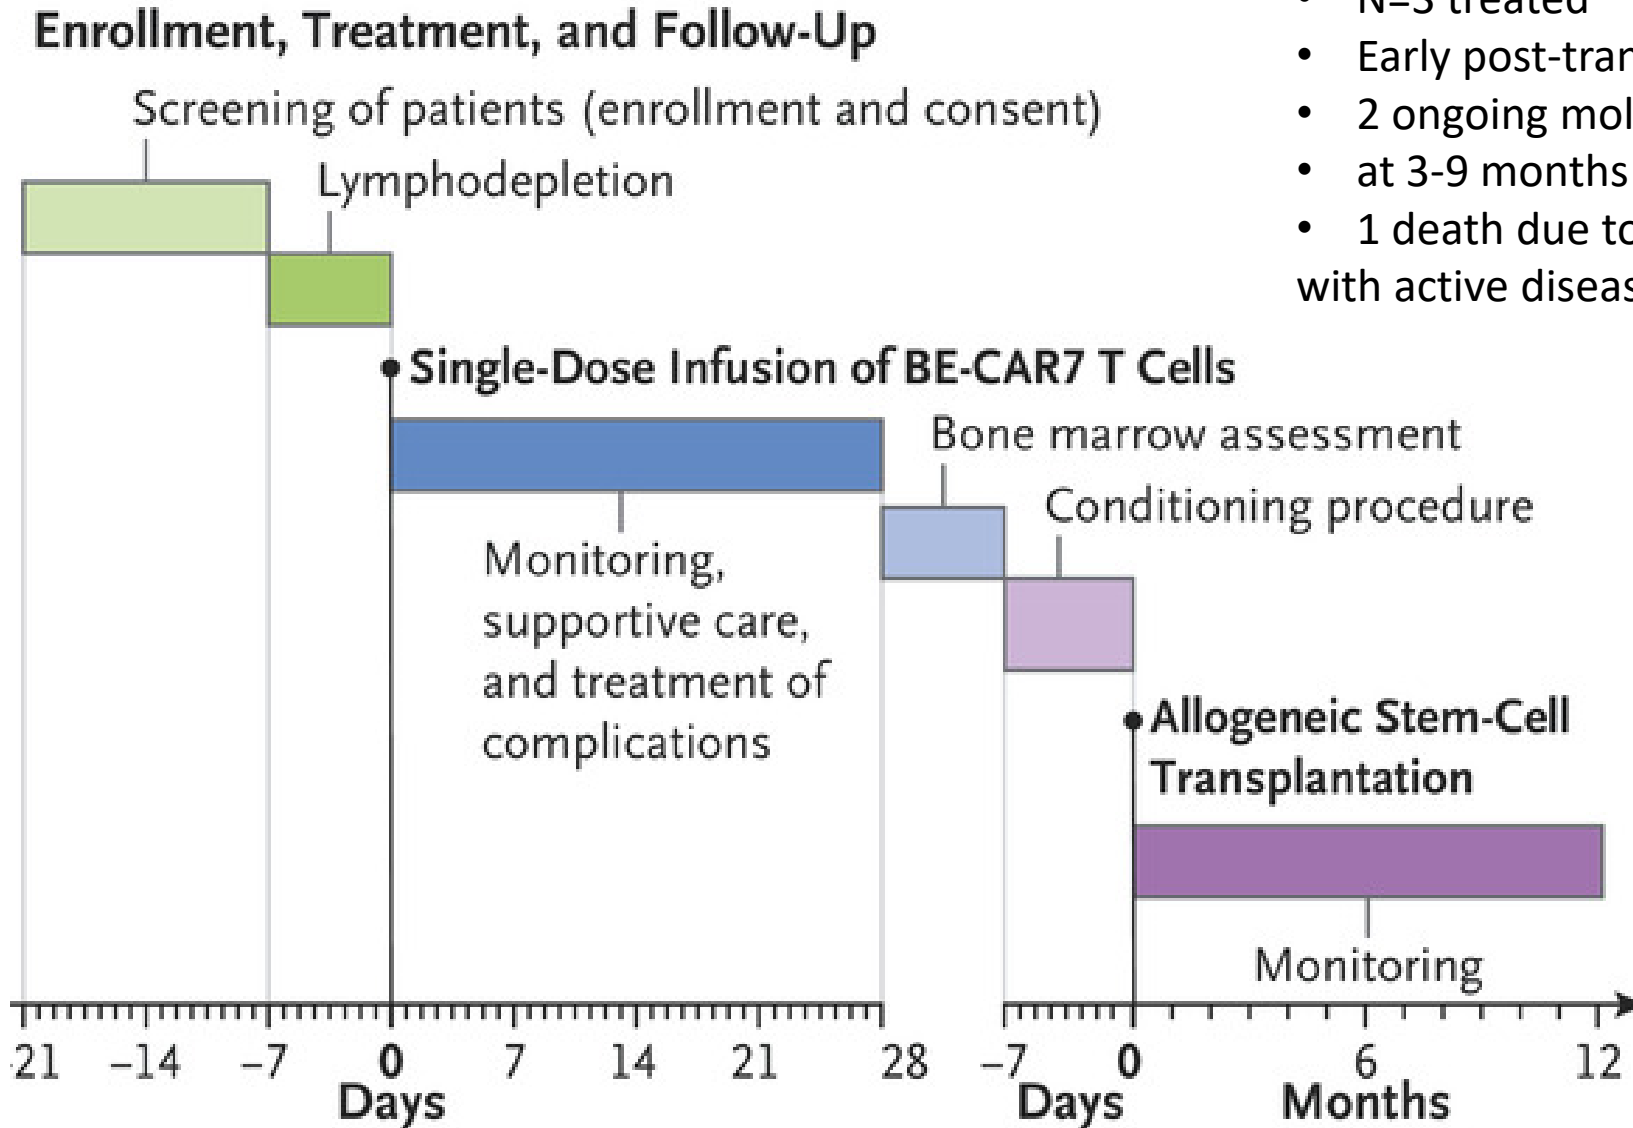 Enrollment, Treatment, and Follow-Up
Screening of patients (enrollment and consent)
Lymphodepletion
• N=3 treated
• Early post-tran
• 2 ongoing mol
• at 3-9 months
• 1 death due to
with active diseas
Single-Dose Infusion of BE-CAR7 T Cells
Bone marrow assessment
Conditioning procedure
Monitoring,
supportive care,
and treatment of
complications
Allogeneic Stem-Cell
Transplantation
Monitoring
-21 −14 −7 0 7 14 21 28 −7 0 6 12
Days Days Months